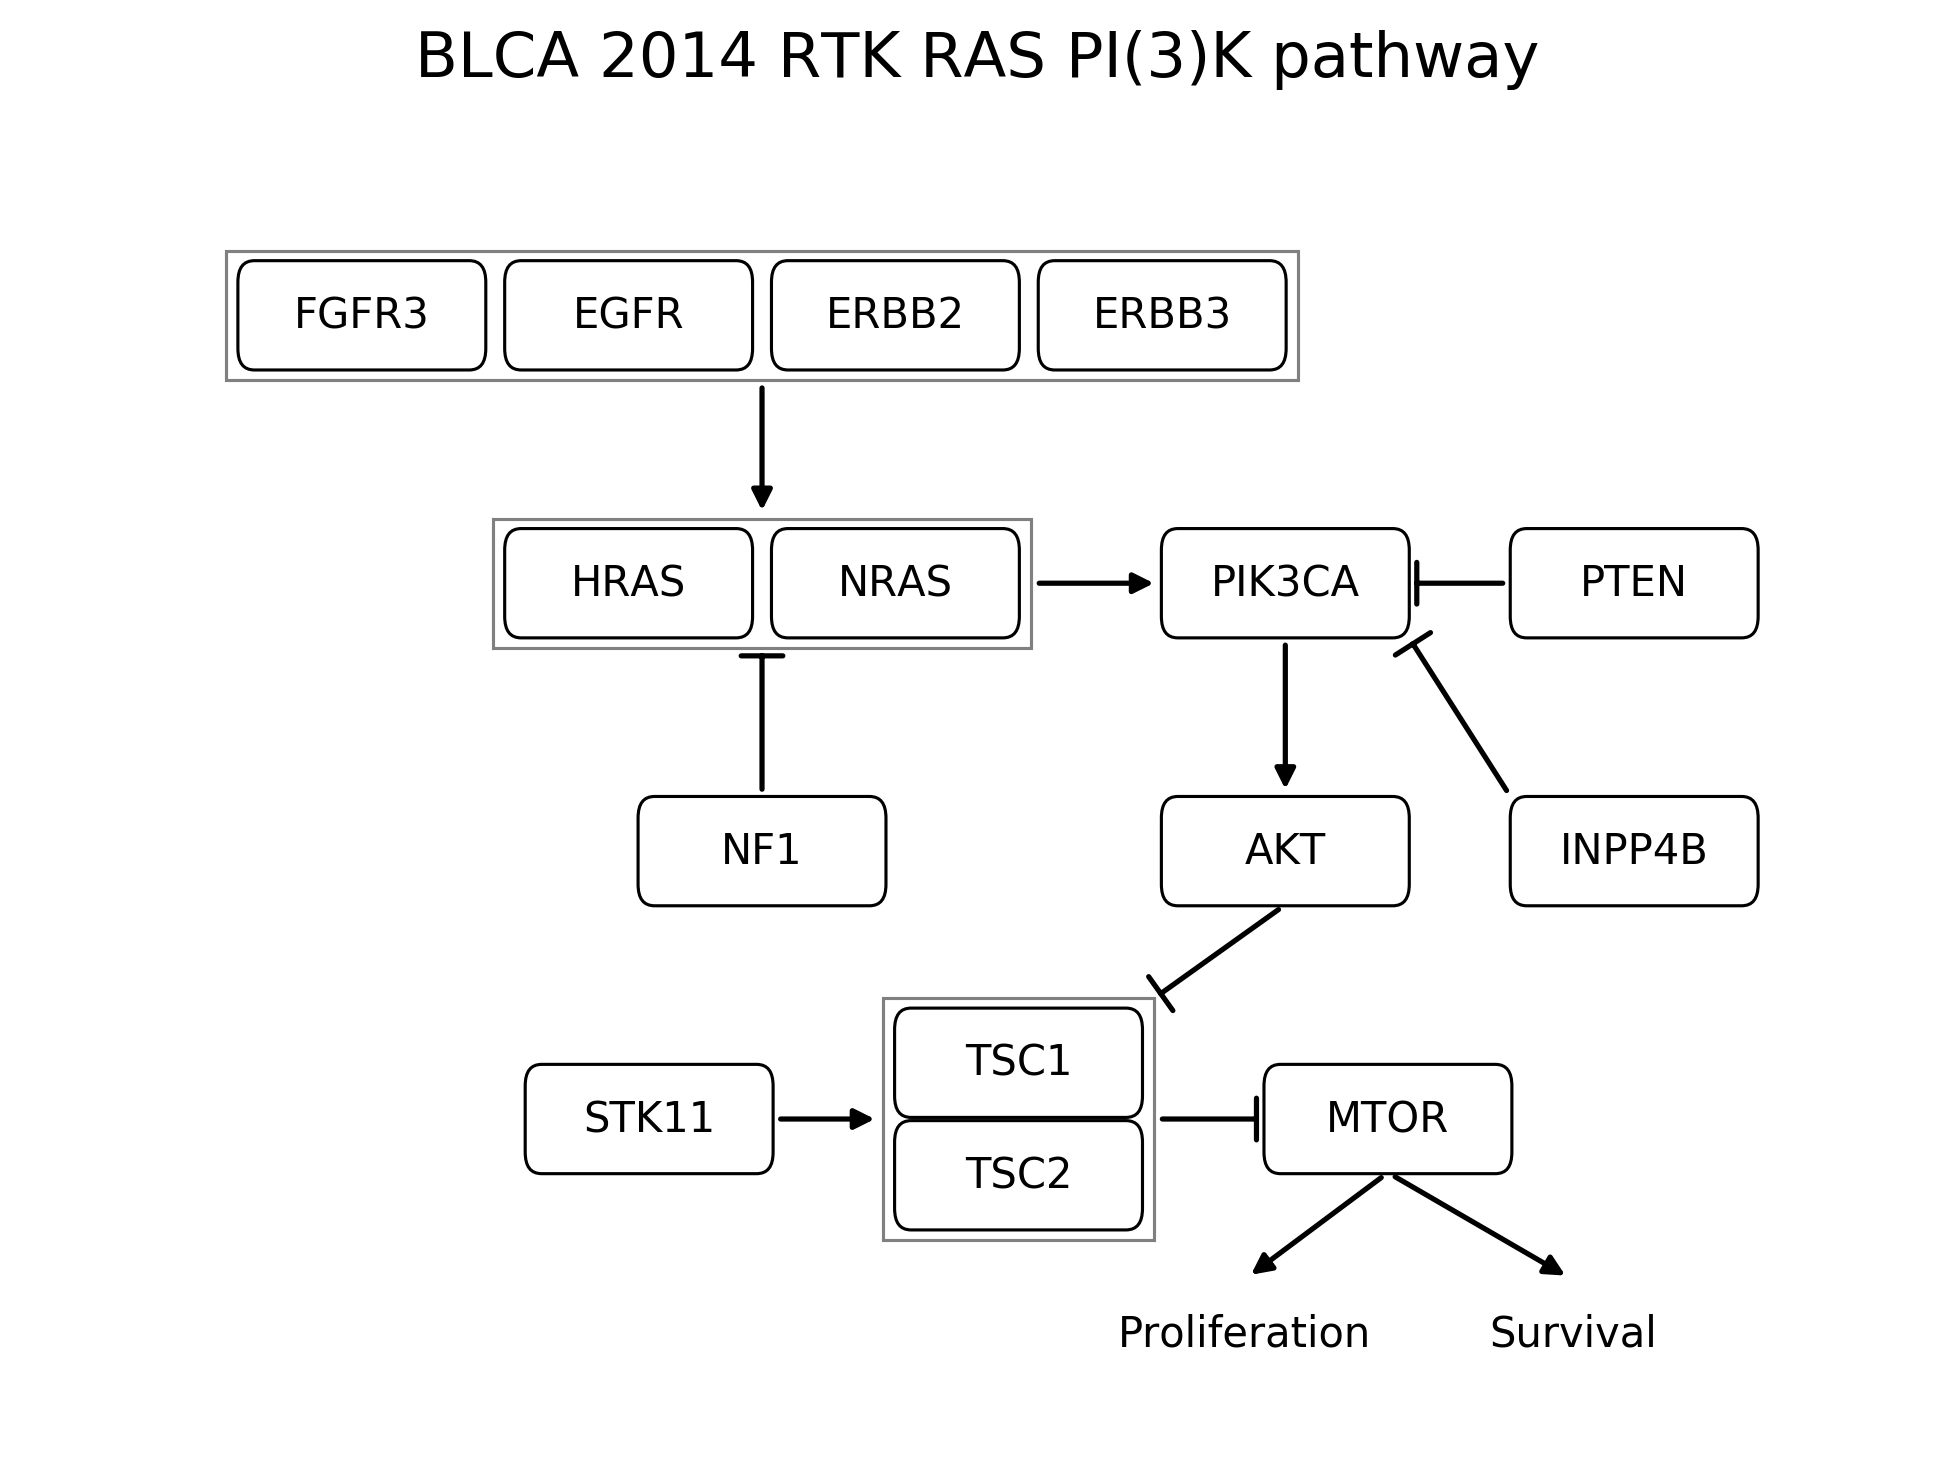 BLCA 2014 RTK RAS PI(3)K pathway
FGFR3 EGFR ERBB2 ERBB3
HRAS NRAS PIK3CA PTEN
NF1 AKT INPP4B
TSC1
STK11 MTOR
TSC2
Proliferation Survival